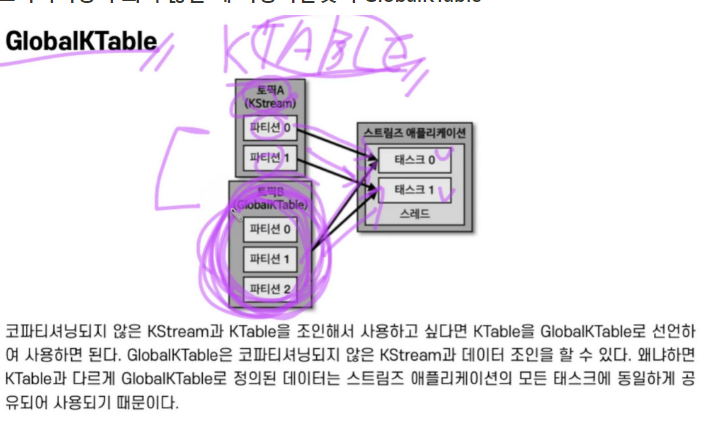 GlobalKTable
KTABLE
토픽A
(KStream)
파티션 0
파티션 1
토픽B
(GlobalKTable)
파티션 0
파티션 1
파티션 2
스트림즈 애플리케이션
태스크 0
태스크 1
스레드
코파티셔닝되지 않은 KStream과 KTable을 조인해서 사용하고 싶다면 KTable을 GlobalKTable로 선언하
여 사용하면 된다. GlobalKTable은 코파티셔닝되지 않은 KStream과 데이터 조인을 할 수 있다. 왜냐하면
KTable과 다르게 GlobalKTable로 정의된 데이터는 스트림즈 애플리케이션의 모든 태스크에 동일하게 공
유되어 사용되기 때문이다.